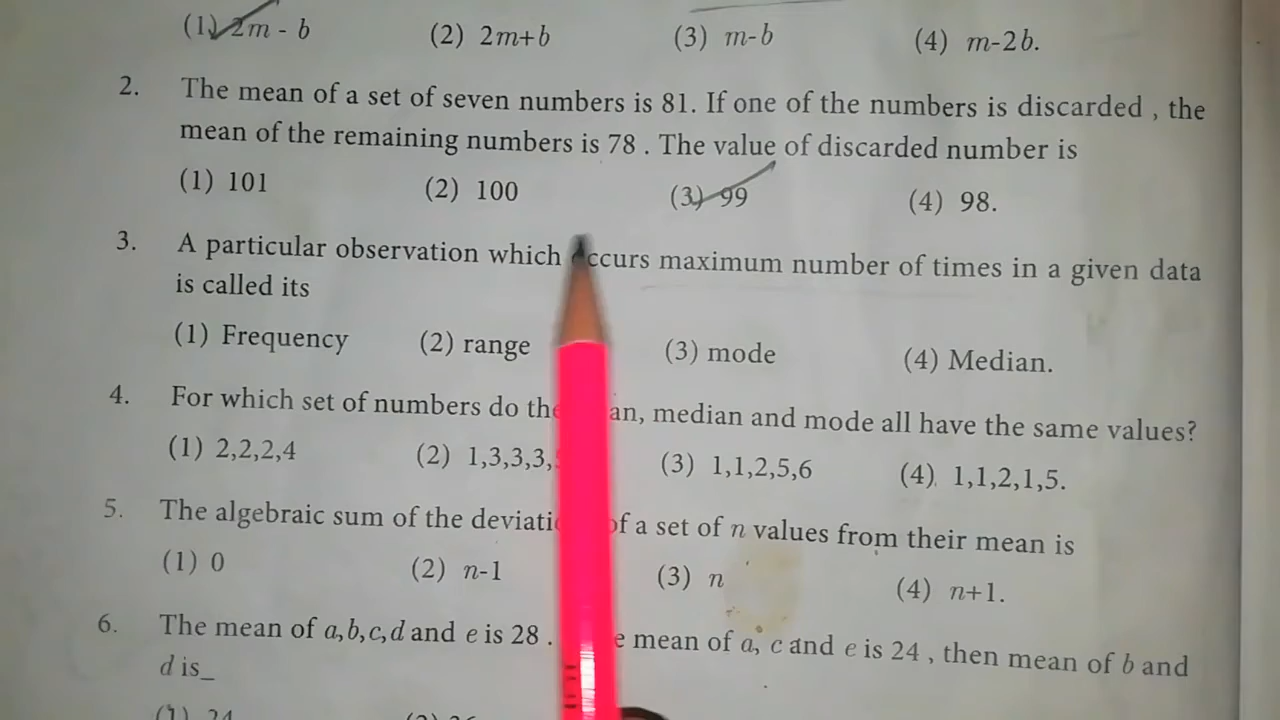 (1) 2m - b (2) 2m+b (3) m-b (4) m-2b.
2. The mean of a set of seven numbers is 81. If one of the numbers is discarded , the
mean of the remaining numbers is 78 . The value of discarded number is
(1) 101 (2) 100 (3) 99 (4) 98.
3. A particular observation which occurs maximum number of times in a given data
is called its
(1) Frequency (2) range (3) mode (4) Median.
4. For which set of numbers do median and mode all have the same values?
(1) 2,2,2,4 (2) 1,3,3,3, (3) 1,1,2,5,6 (4) 1,1,2,1,5.
5. The algebraic sum of the of a set of n values from their mean is
(1) 0 (2) n-1 (3) n (4) n+1.
6. The mean of a,b,c,d and e is 28 . mean of a, c and e is 24 , then mean of b and
d is_
(1) 24